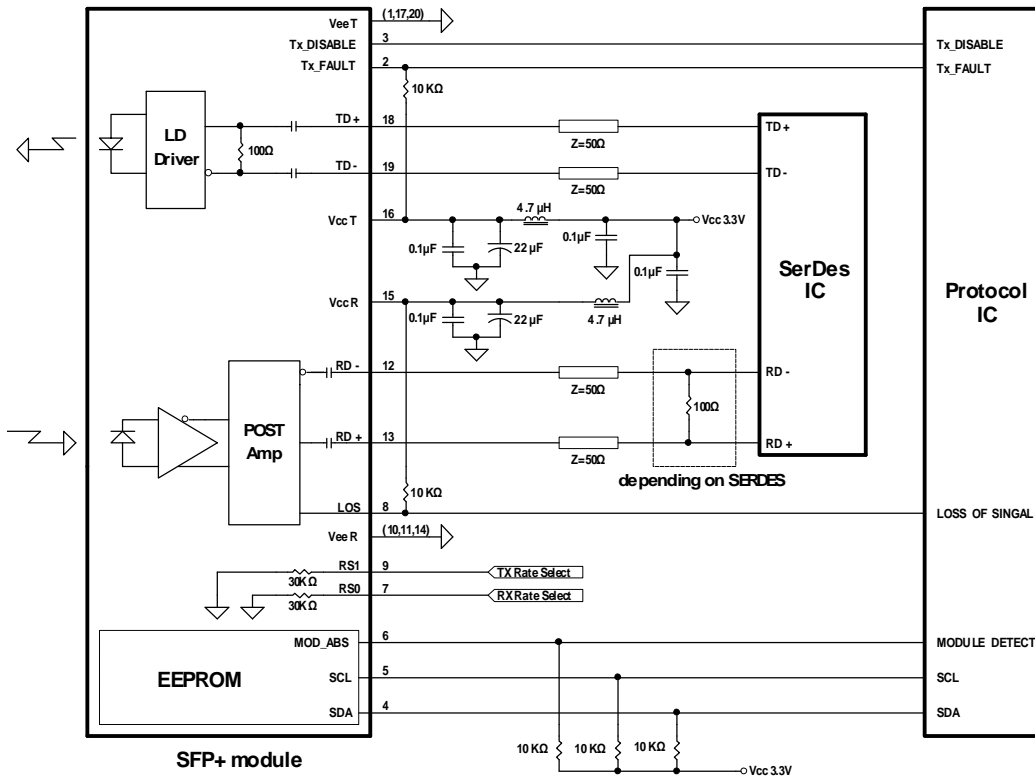 Vee T (1,17,20)
Tx_DISABLE 3 Tx_DISABLE
Tx_FAULT 2 Tx_FAULT
10 KΩ
LD Driver
100Ω
TD + 18 Z=50Ω TD +
TD - 19 Z=50Ω TD -
Vcc T 16
0.1µF
22 µF
4.7 µH
0.1µF
Vcc 3.3V
0.1µF
SerDes IC
Protocol IC
Vcc R 15
0.1µF
22 µF
4.7 µH
RD - 12 Z=50Ω RD -
100Ω
POST Amp
RD + 13 Z=50Ω RD +
depending on SERDES
10 KΩ
LOS 8 LOSS OF SINGAL
Vee R (10,11,14)
RS1 9 TX Rate Select
30K Ω
RS0 7 RX Rate Select
30K Ω
EEPROM
MOD_ABS 6 MODULE DETECT
SCL 5 SCL
SDA 4 SDA
10 KΩ 10 KΩ 10 KΩ
Vcc 3.3V
SFP+ module